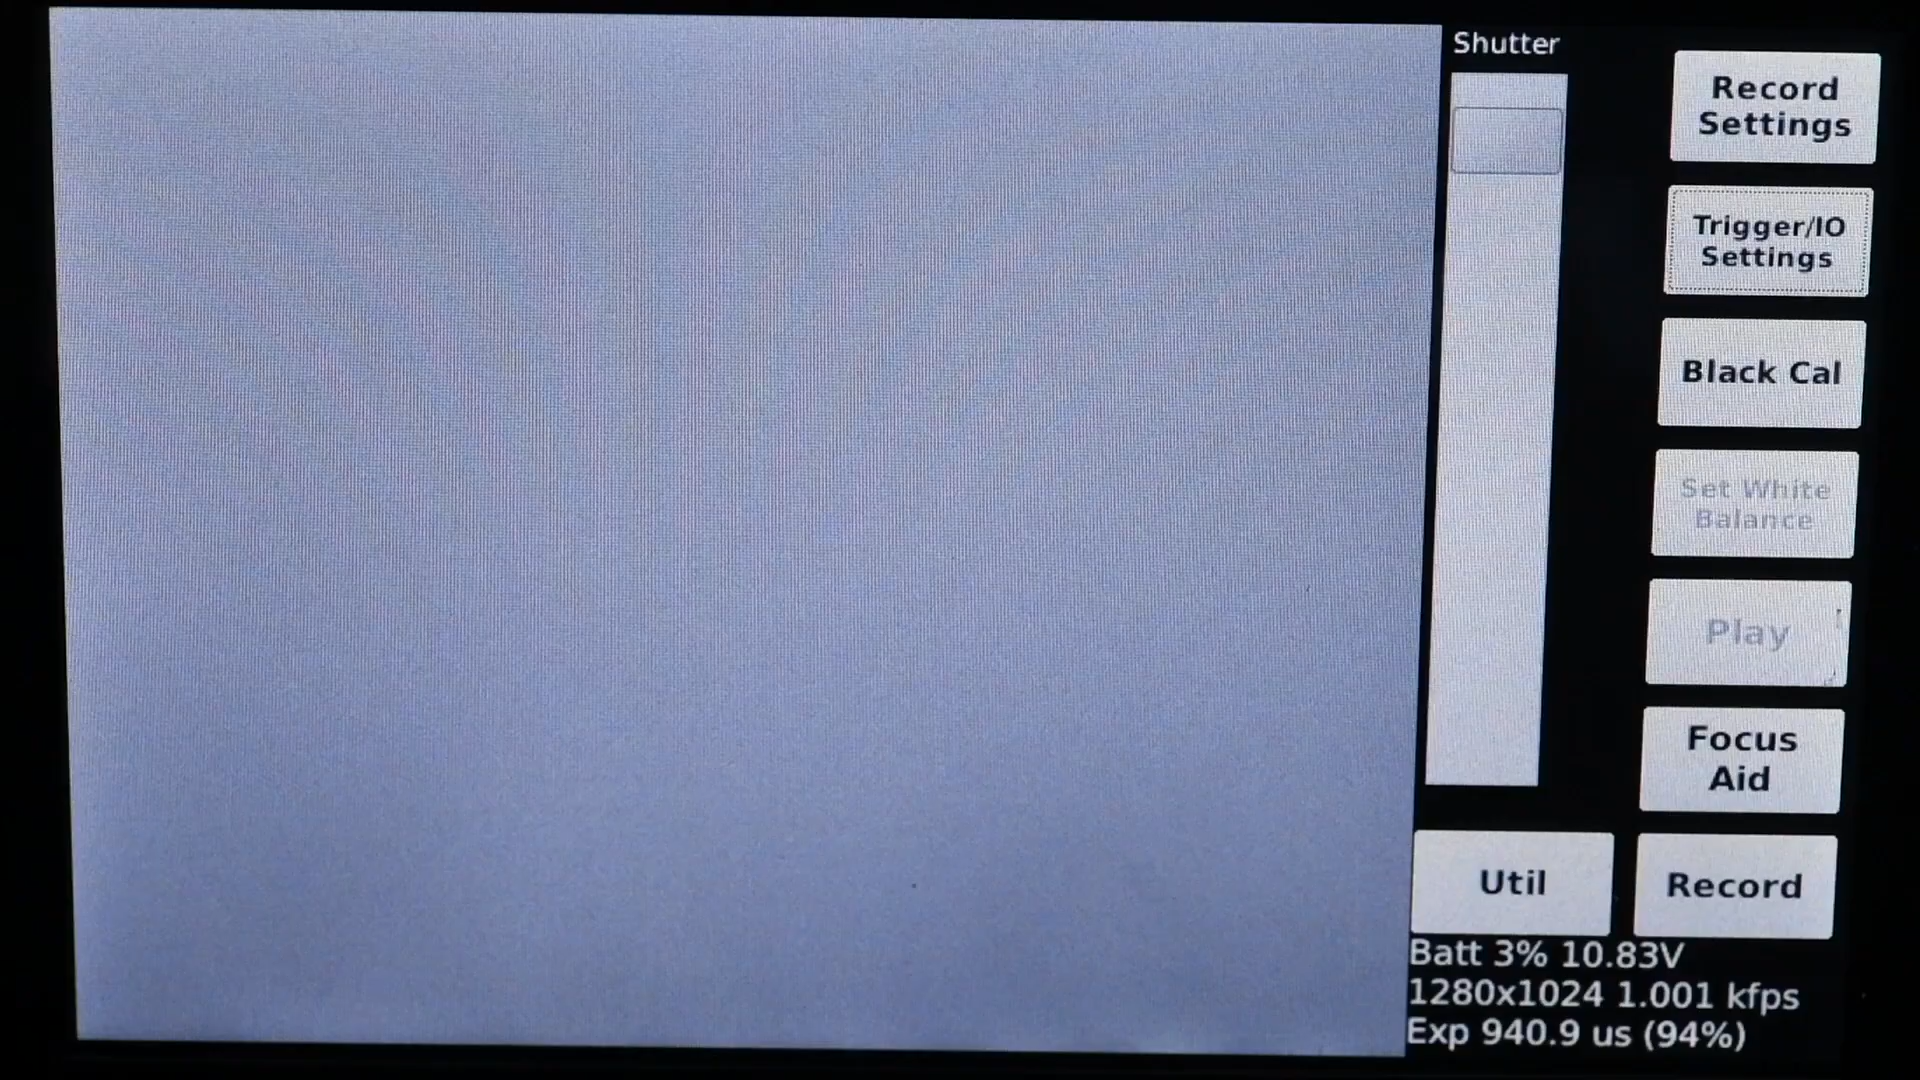 Shutter
Record
Settings
Trigger/IO
Settings
Black Cal
Set White
Balance
Play
Focus
Aid
Util
Record
Batt 3% 10.83V
1280x1024 1.001 kfps
Exp 940.9 us (94%)